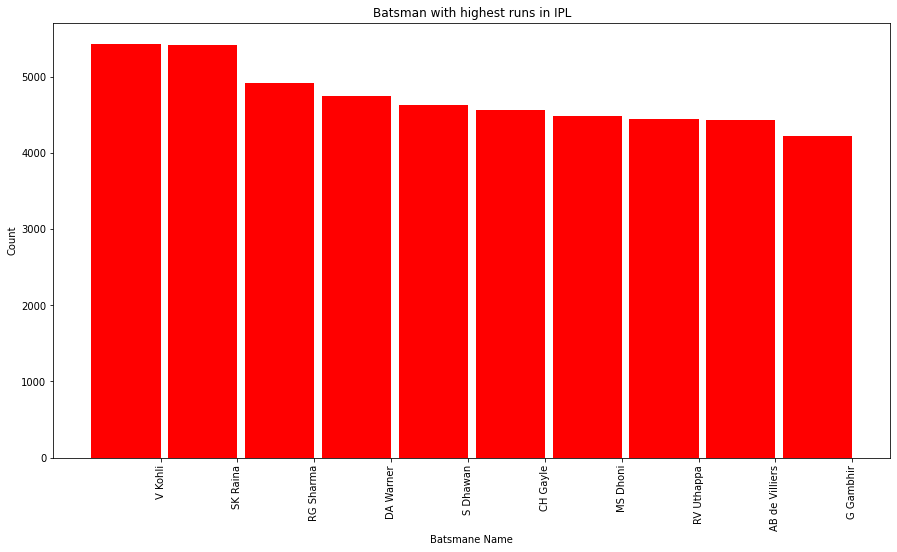 Batsman with highest runs in IPL
Count
5000
4000
3000
2000
1000
0
V Kohli
SK Raina
RG Sharma
DA Warner
S Dhawan
CH Gayle
MS Dhoni
RV Uthappa
AB de Villiers
G Gambhir
Batsmane Name